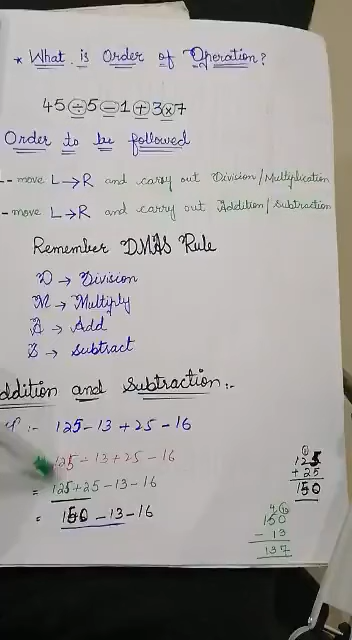 * What is Order of Operation?
45 ÷ 5 - 1 + 3 × 7
Order to be followed
- move L → R and carry out Division / Multiplication
- move L → R and carry out Addition / Subtraction
Remember DMAS Rule
D → Division
M → Multiply
A → Add
S → Subtract
ddition and Subtraction :-
:- 125 - 13 + 25 - 16
125 - 13 + 25 - 16
= 125 + 25 - 13 - 16
= 150 - 13 - 16
1
125
+ 25
150
4 10
150
- 13
137